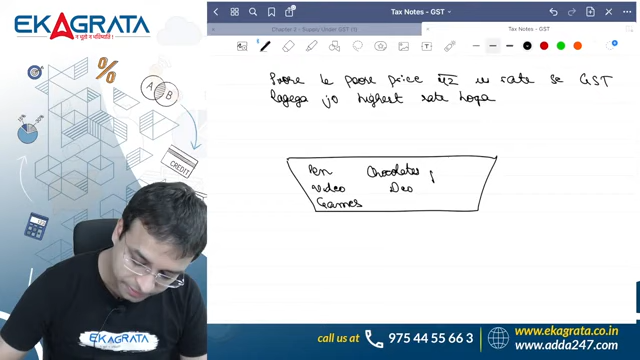 EKAGRATA
Tax Notes - GST
Chapter 2 - Supply Under GST (1)
Tax Notes - GST
Poore ke poore price पर us rate se GST
lagega jo highest rate hoga
Pen Chocolates
Video Deo
Games
%
A B
CREDIT
EKAGRATA
call us at 975 44 55 66 3
www.ekagrata.co.in
www.adda247.com